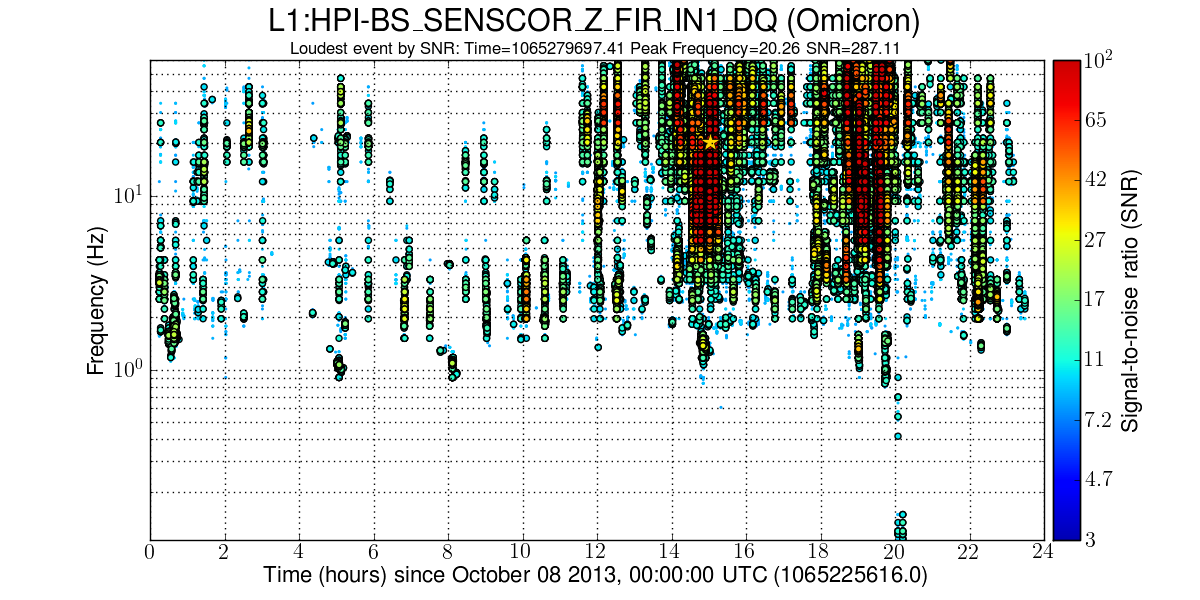 L1:HPI-BS_SENSCOR_Z_FIR_IN1_DQ (Omicron)
Loudest event by SNR: Time=1065279697.41 Peak Frequency=20.26 SNR=287.11
Frequency (Hz)
10^1
10^0
0 2 4 6 8 10 12 14 16 18 20 22 24
Time (hours) since October 08 2013, 00:00:00 UTC (1065225616.0)
10^2
65
42
27
17
11
7.2
4.7
3
Signal-to-noise ratio (SNR)